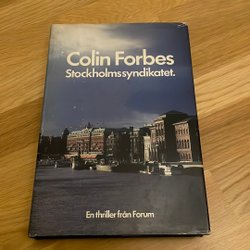 Colin Forbes
Stockholmssyndikatet.
En thriller från Forum